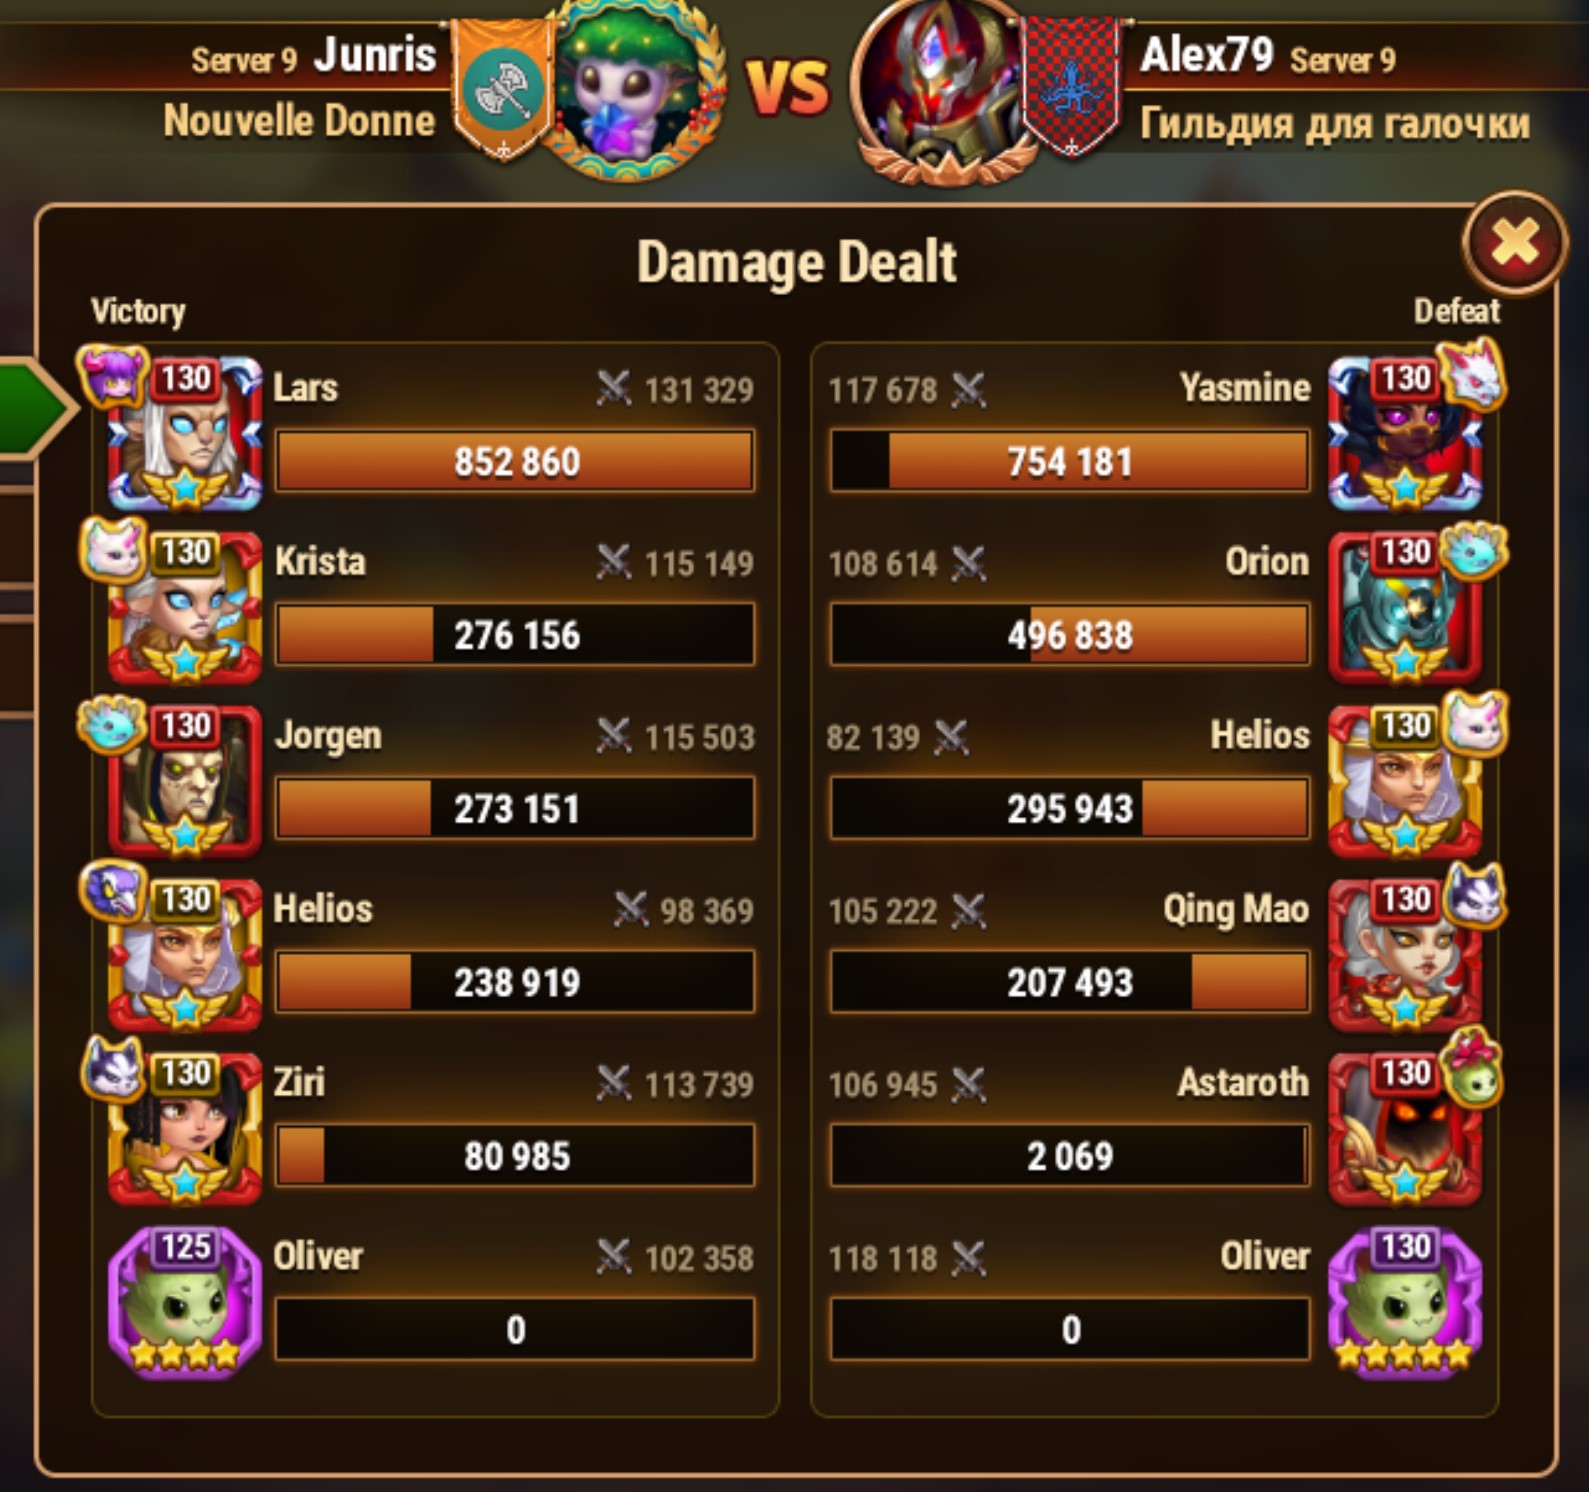 Server 9 Junris
Nouvelle Donne
VS
Alex79 Server 9
Гильдия для галочки
Damage Dealt
Victory
Defeat
130 Lars 131 329
852 860
117 678 Yasmine 130
754 181
130 Krista 115 149
276 156
108 614 Orion 130
496 838
130 Jorgen 115 503
273 151
82 139 Helios 130
295 943
130 Helios 98 369
238 919
105 222 Qing Mao 130
207 493
130 Ziri 113 739
80 985
106 945 Astaroth 130
2 069
125 Oliver 102 358
0
118 118 Oliver 130
0